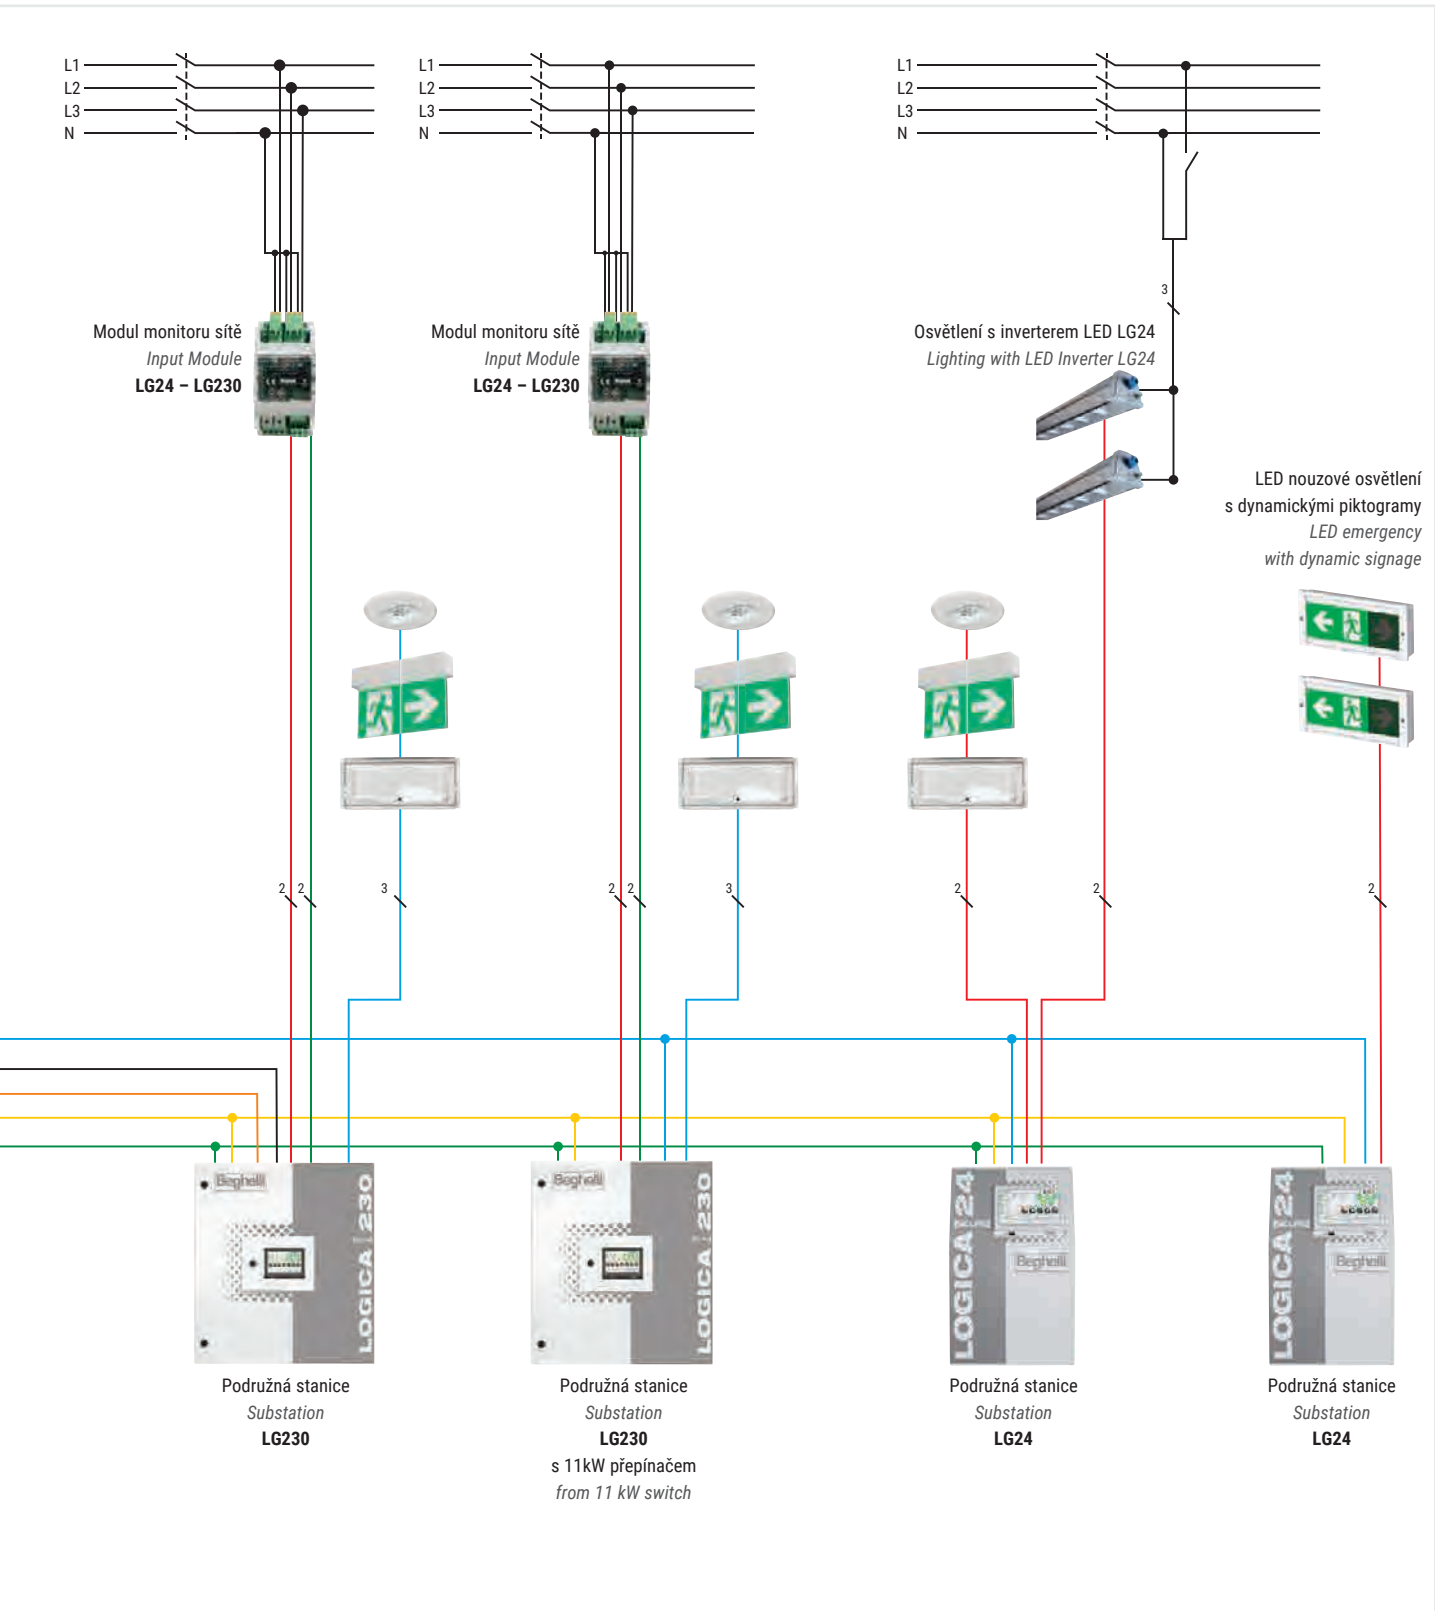 L1
L2
L3
N
L1
L2
L3
N
L1
L2
L3
N
3
Modul monitoru sítě
Input Module
LG24 – LG230
Modul monitoru sítě
Input Module
LG24 – LG230
Osvětlení s inverterem LED LG24
Lighting with LED Inverter LG24
LED nouzové osvětlení
s dynamickými piktogramy
LED emergency
with dynamic signage
2
2
3
2
2
3
2
2
2
Beghelli
LOGICA 230
Beghelli
LOGICA 230
LOGICA 24
Beghelli
LOGICA 24
Beghelli
Podružná stanice
Substation
LG230
Podružná stanice
Substation
LG230
s 11kW přepínačem
from 11 kW switch
Podružná stanice
Substation
LG24
Podružná stanice
Substation
LG24